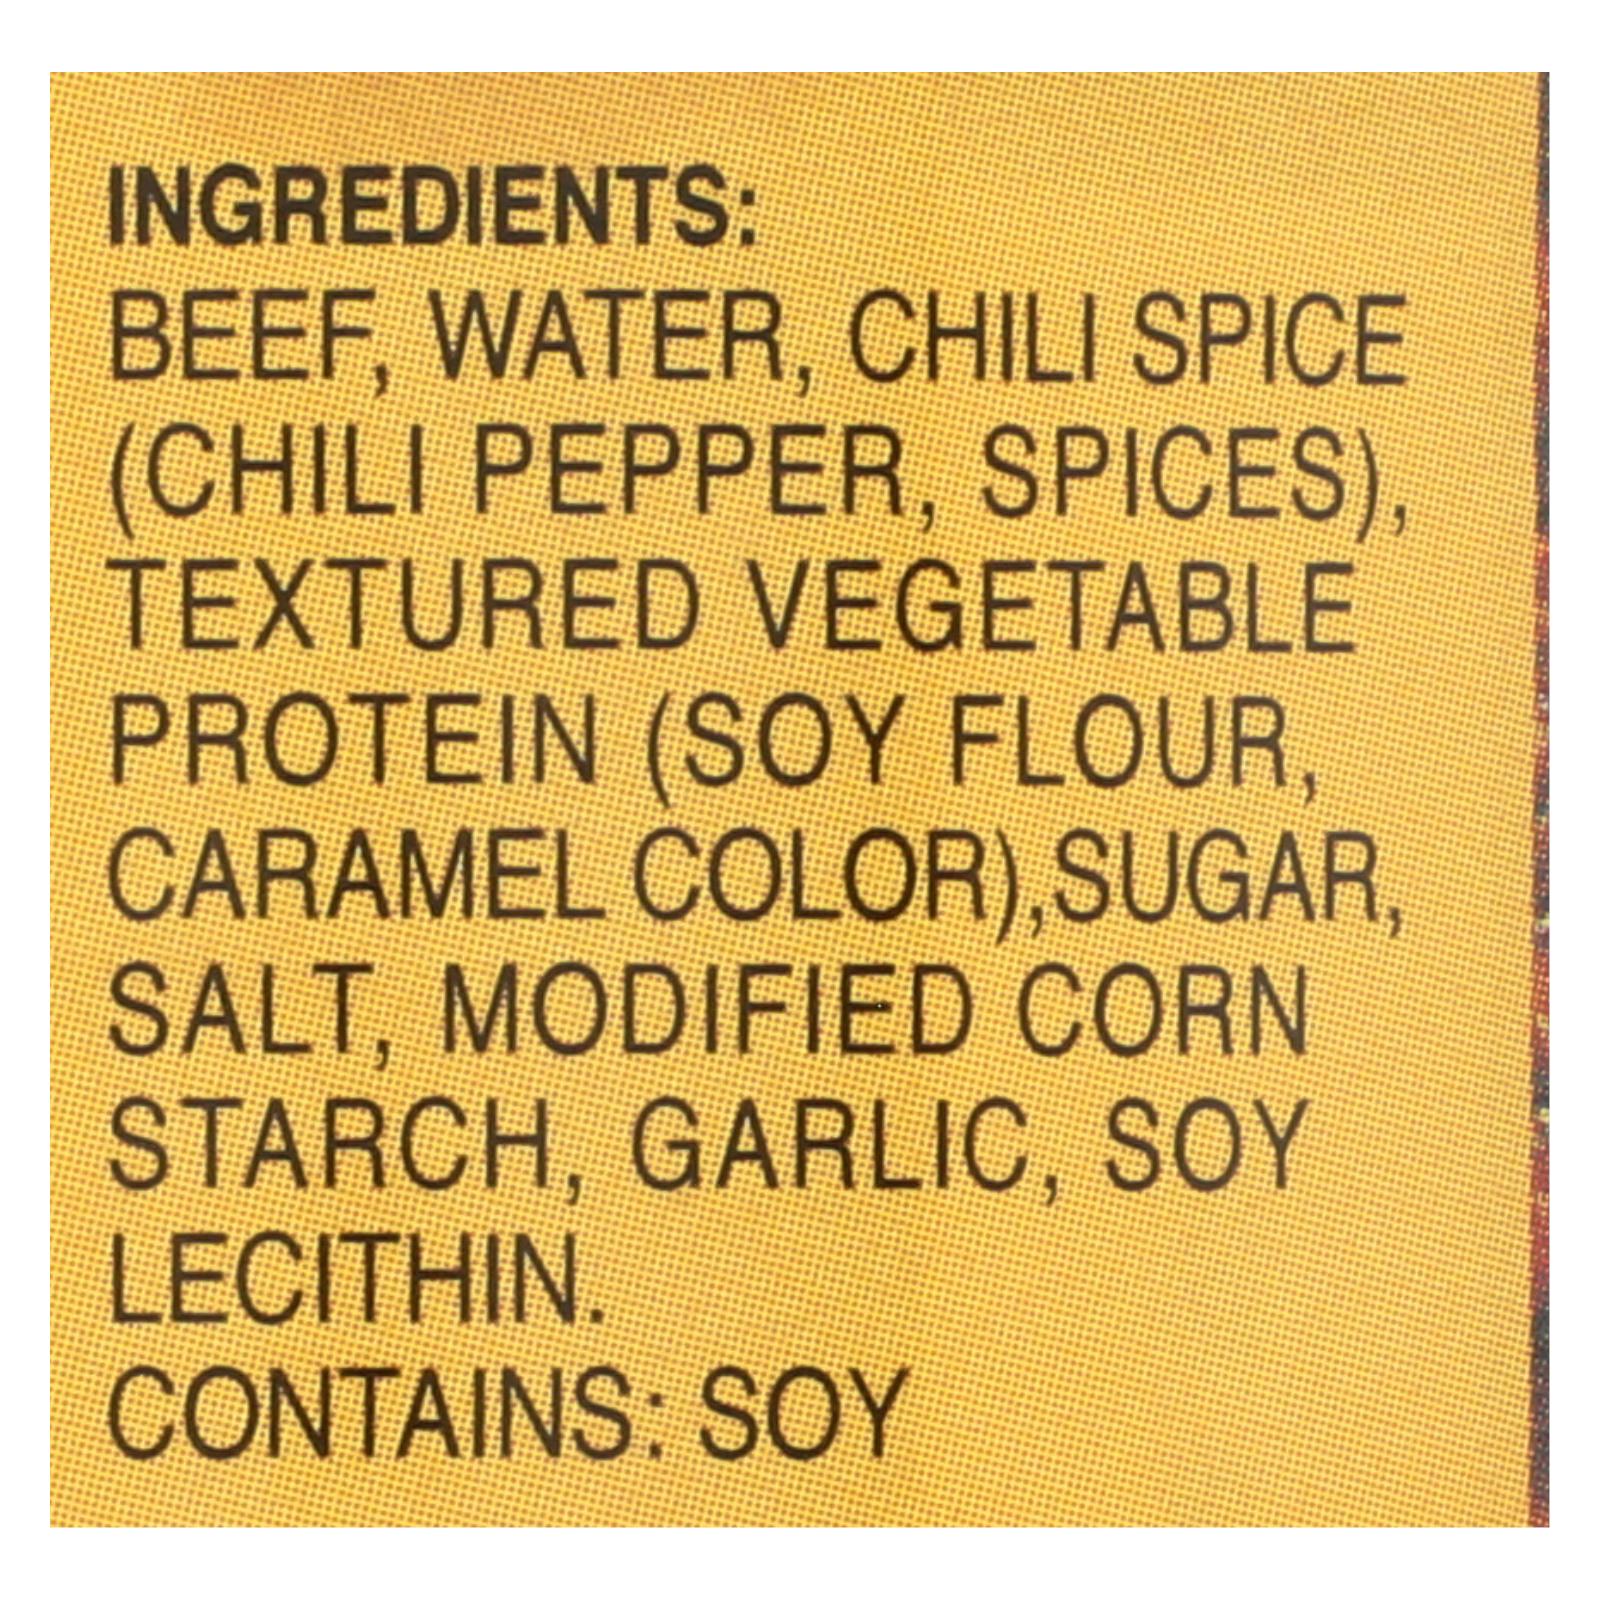 INGREDIENTS:
BEEF, WATER, CHILI SPICE
(CHILI PEPPER, SPICES),
TEXTURED VEGETABLE
PROTEIN (SOY FLOUR,
CARAMEL COLOR),SUGAR,
SALT, MODIFIED CORN
STARCH, GARLIC, SOY
LECITHIN.
CONTAINS: SOY